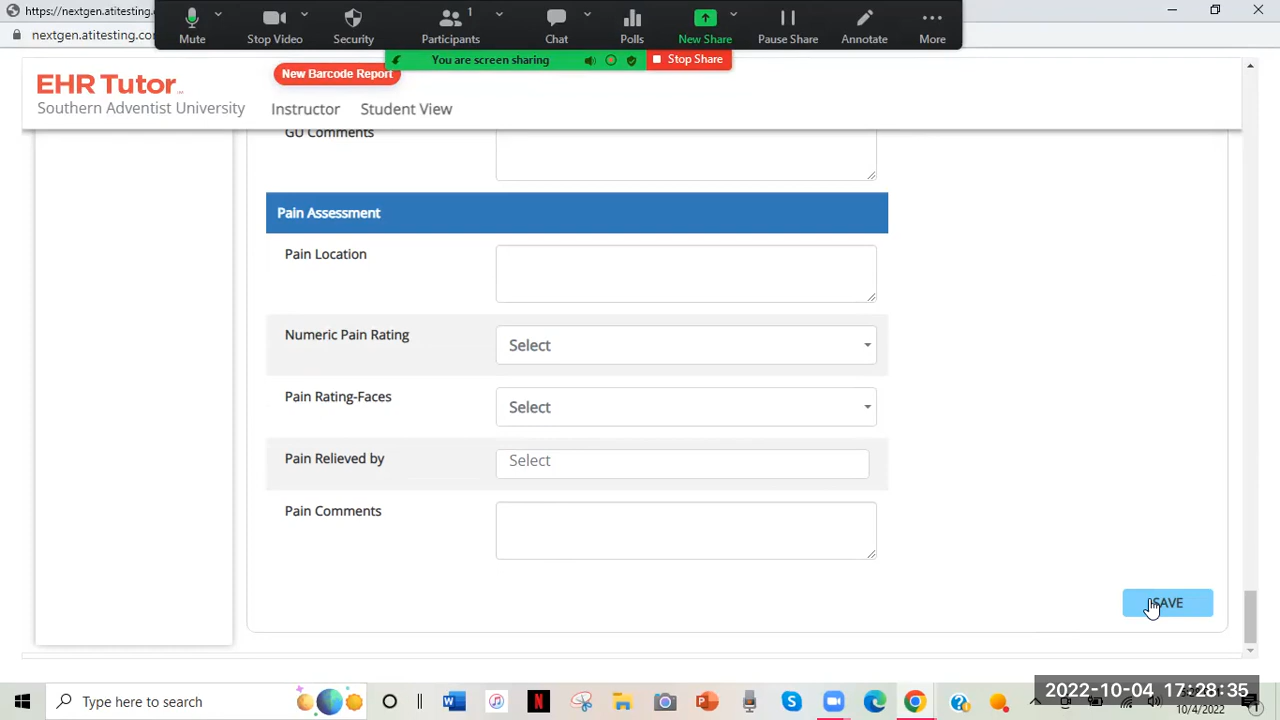 https://nextgen.atitesting.
nextgen.atitesting.co
Mute
Stop Video
Security
1
Participants
Chat
Polls
New Share
Pause Share
Annotate
More
You are screen sharing
Stop Share
EHR Tutor
Southern Adventist University
New Barcode Report
Instructor
Student View
GU Comments
Pain Assessment
Pain Location
Numeric Pain Rating
Select
Pain Rating-Faces
Select
Pain Relieved by
Select
Pain Comments
SAVE
Type here to search
2022-10-04 17:28:35
10/4/2022